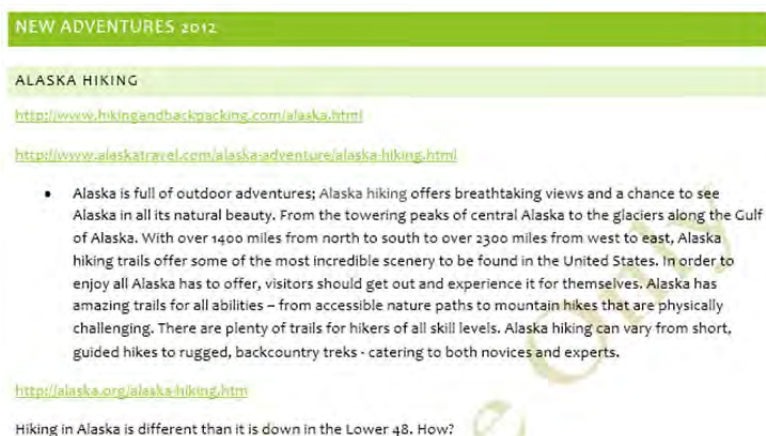 NEW ADVENTURES 2012
ALASKA HIKING
http://www.hikingandbackpacking.com/alaska.html
http://www.alaskatravel.com/alaska-adventure/alaska-hiking.html
• Alaska is full of outdoor adventures; Alaska hiking offers breathtaking views and a chance to see
Alaska in all its natural beauty. From the towering peaks of central Alaska to the glaciers along the Gulf
of Alaska. With over 1400 miles from north to south to over 2300 miles from west to east, Alaska
hiking trails offer some of the most incredible scenery to be found in the United States. In order to
enjoy all Alaska has to offer, visitors should get out and experience it for themselves. Alaska has
amazing trails for all abilities – from accessible nature paths to mountain hikes that are physically
challenging. There are plenty of trails for hikers of all skill levels. Alaska hiking can vary from short,
guided hikes to rugged, backcountry treks - catering to both novices and experts.
http://alaska.org/alaska-hiking.htm
Hiking in Alaska is different than it is down in the Lower 48. How?
Only